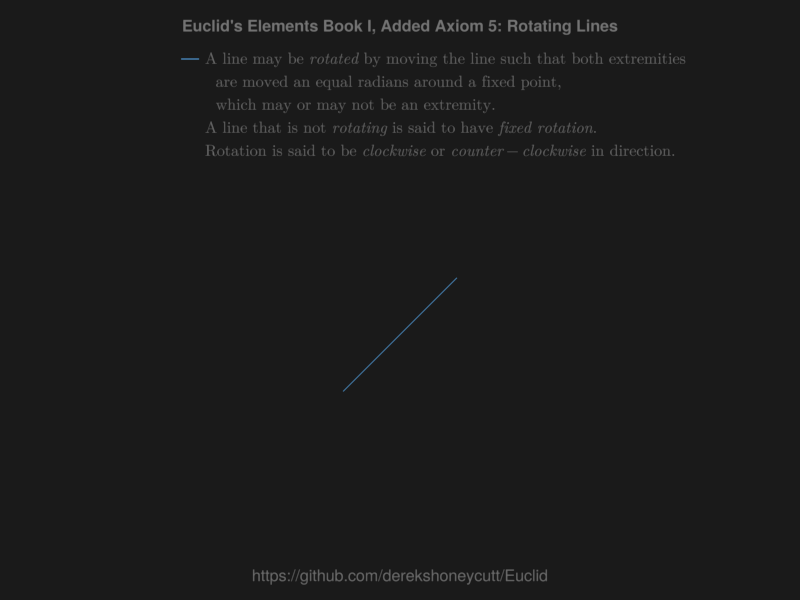 Euclid's Elements Book I, Added Axiom 5: Rotating Lines
A line may be rotated by moving the line such that both extremities
are moved an equal radians around a fixed point,
which may or may not be an extremity.
A line that is not rotating is said to have fixed rotation.
Rotation is said to be clockwise or counter − clockwise in direction.
https://github.com/derekshoneycutt/Euclid